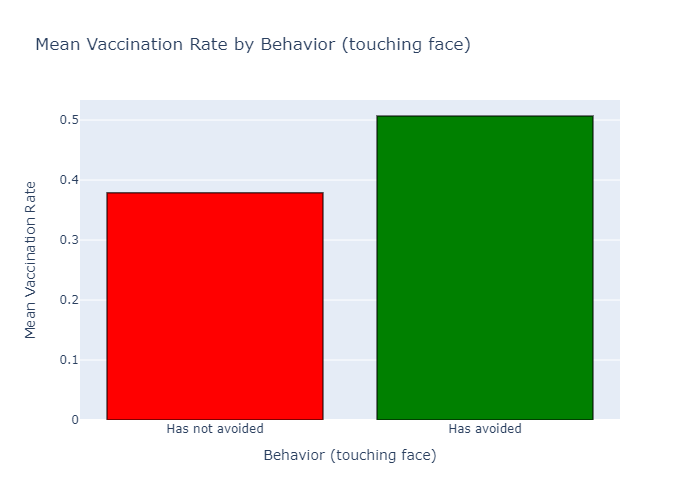 Mean Vaccination Rate by Behavior (touching face)
0.5
0.4
0.3
0.2
0.1
0
Mean Vaccination Rate
Has not avoided
Has avoided
Behavior (touching face)